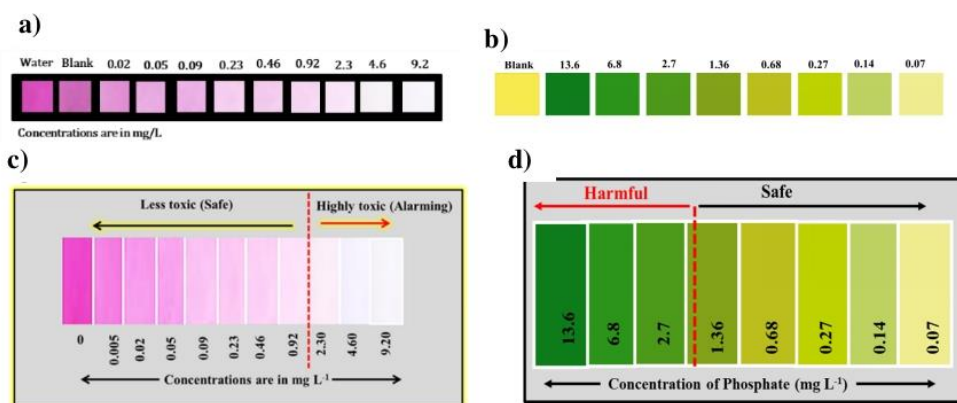 a)
Water Blank 0.02 0.05 0.09 0.23 0.46 0.92 2.3 4.6 9.2
Concentrations are in mg/L
b)
Blank 13.6 6.8 2.7 1.36 0.68 0.27 0.14 0.07
c)
Less toxic (Safe) Highly toxic (Alarming)
0 0.005 0.02 0.05 0.09 0.23 0.46 0.92 2.30 4.60 9.20
Concentrations are in mg L⁻¹
d)
Harmful Safe
13.6 6.8 2.7 1.36 0.68 0.27 0.14 0.07
Concentration of Phosphate (mg L⁻¹)